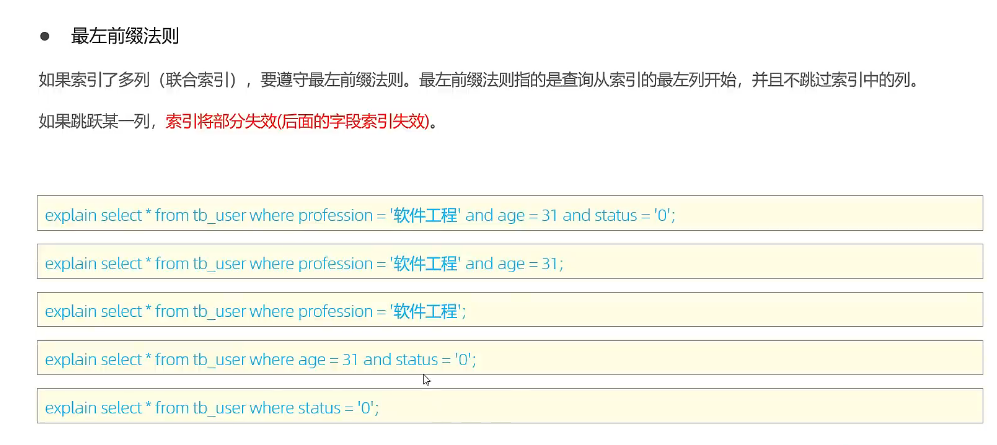 ● 最左前缀法则
如果索引了多列（联合索引），要遵守最左前缀法则。最左前缀法则指的是查询从索引的最左列开始，并且不跳过索引中的列。
如果跳跃某一列，索引将部分失效(后面的字段索引失效)。
explain select * from tb_user where profession = '软件工程' and age = 31 and status = '0';
explain select * from tb_user where profession = '软件工程' and age = 31;
explain select * from tb_user where profession = '软件工程';
explain select * from tb_user where age = 31 and status = '0';
explain select * from tb_user where status = '0';